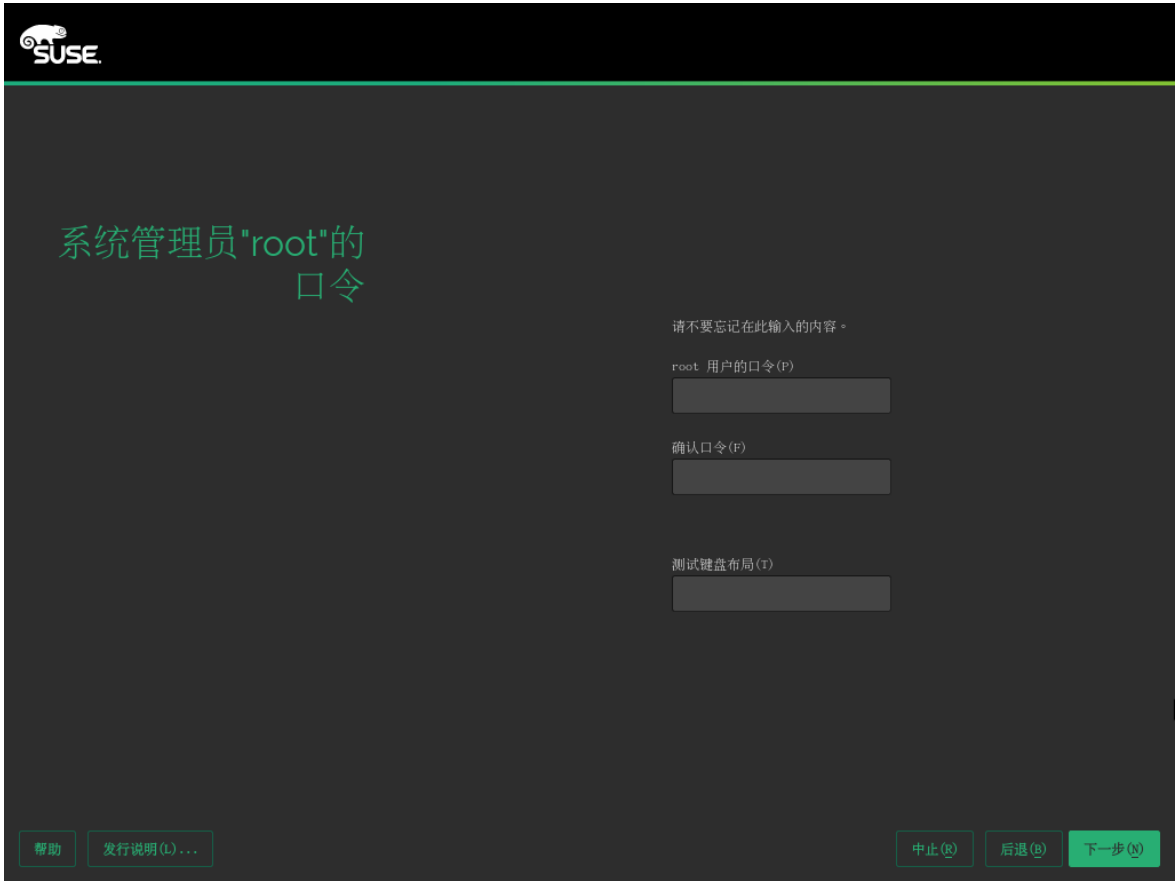 SUSE.
系统管理员"root"的
口令
请不要忘记在此输入的内容。
root 用户的口令(P)
确认口令(F)
测试键盘布局(T)
帮助
发行说明(L)...
中止(R)
后退(B)
下一步(N)